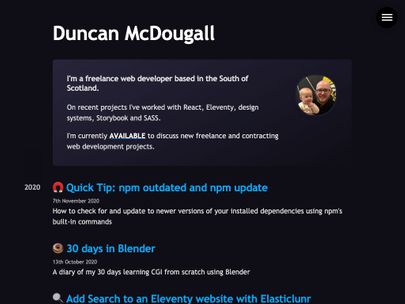 Duncan McDougall
I'm a freelance web developer based in the South of
Scotland.
On recent projects I've worked with React, Eleventy, design
systems, Storybook and SASS.
I'm currently AVAILABLE to discuss new freelance and contracting
web development projects.
2020
Quick Tip: npm outdated and npm update
7th November 2020
How to check for and update to newer versions of your installed dependencies using npm's
built-in commands
30 days in Blender
13th October 2020
A diary of my 30 days learning CGI from scratch using Blender
Add Search to an Eleventy website with Elasticlunr